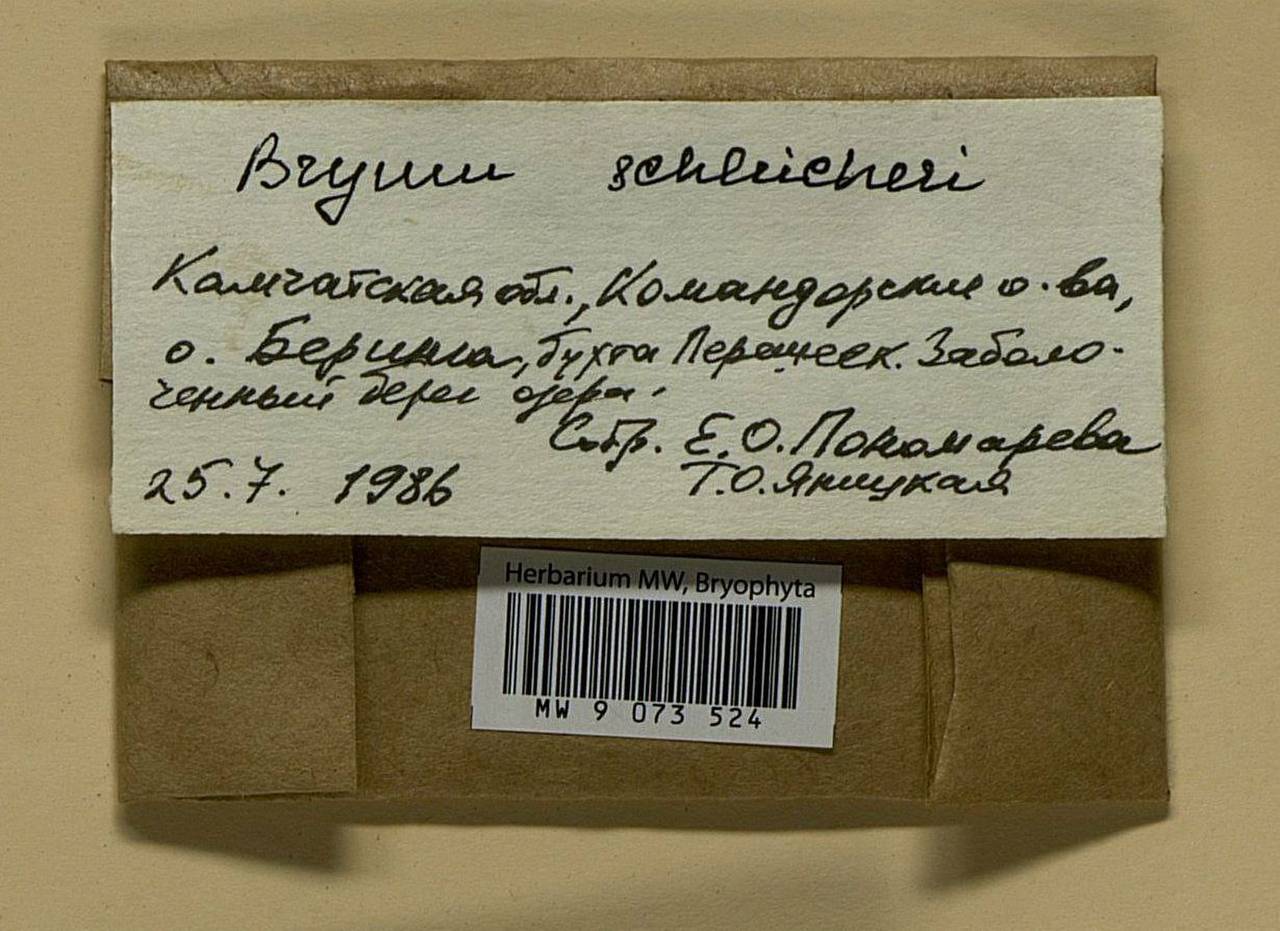 Bryum schleicheri
Камчатская обл., Командорские о-ва,
о. Беринга, бухта Перешеек. Заболо-
ченный берег озера.
Собр. Е.О. Пономарева
Т.О. Яницкая
25.7. 1986
Herbarium MW, Bryophyta
MW 9 073 524